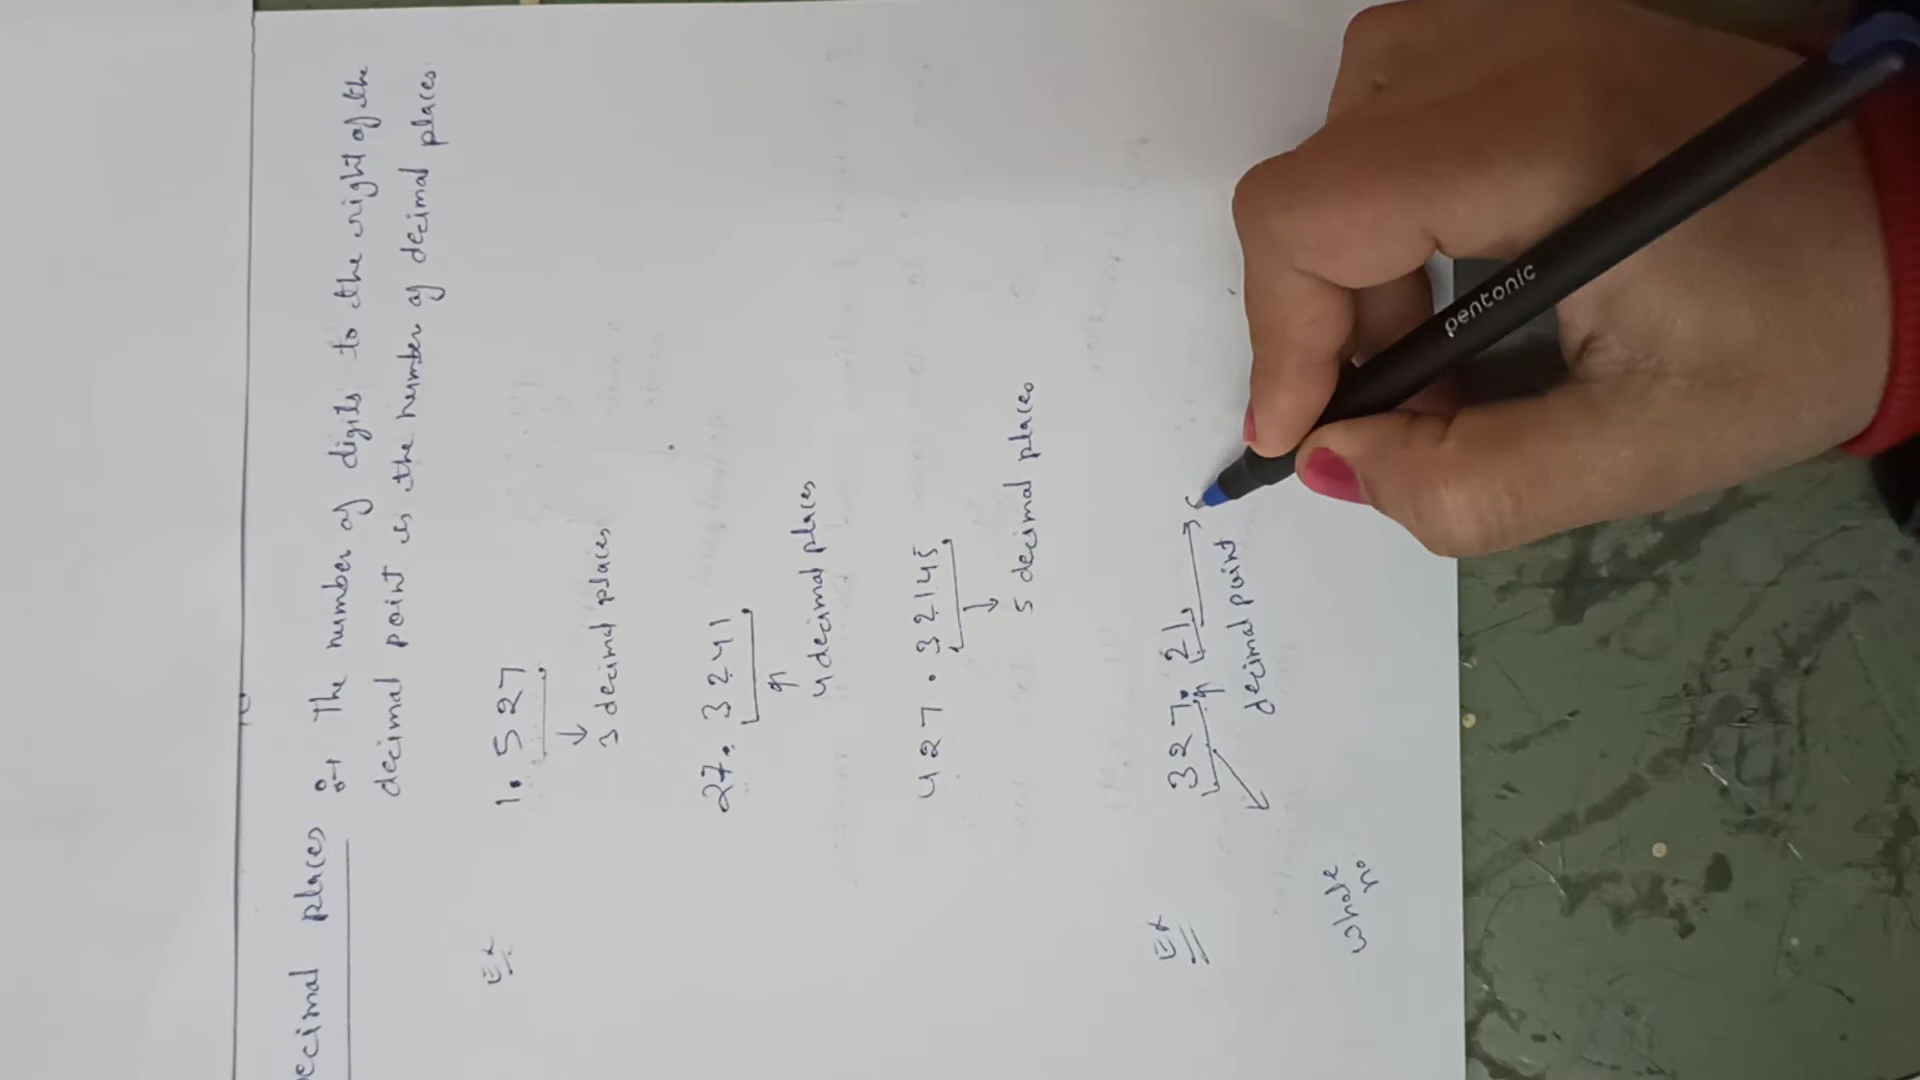 ecimal places :- The number of digits to the right of the
decimal point is the number of decimal places.
Ex
1.527
3 decimal places
27.3241
4 decimal places
427.32145
5 decimal places
Ex
327.21
decimal point
whole
no.
pentonic